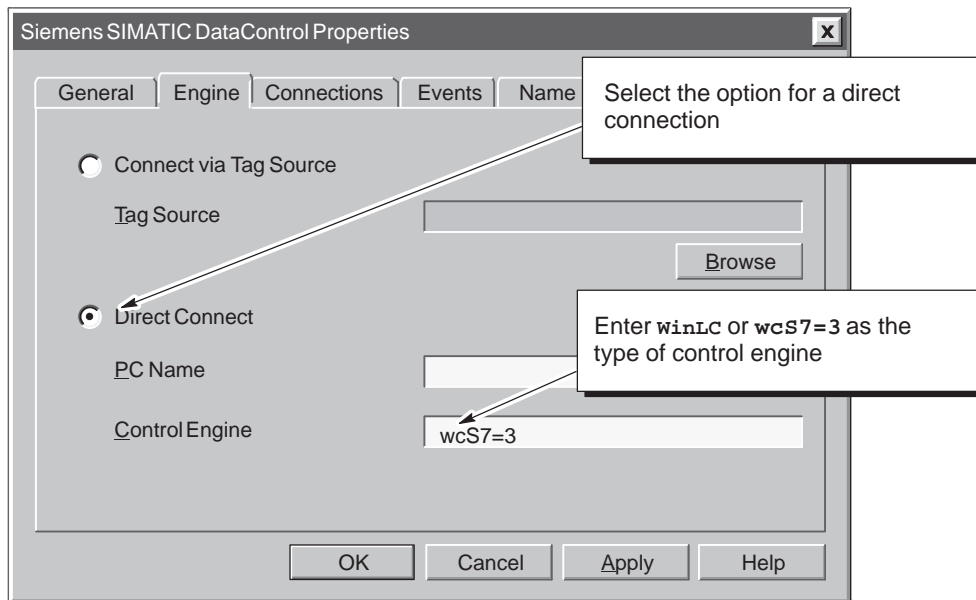 Siemens SIMATIC DataControl Properties
X
General
Engine
Connections
Events
Name
Select the option for a direct
connection
Connect via Tag Source
Tag Source
Browse
Direct Connect
Enter WinLC or wcS7=3 as the
type of control engine
PC Name
Control Engine
wcS7=3
OK
Cancel
Apply
Help